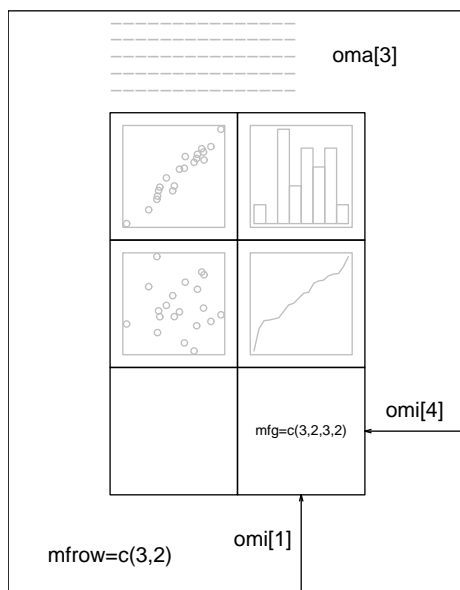 oma[3]
omi[4]
mfg=c(3,2,3,2)
omi[1]
mfrow=c(3,2)